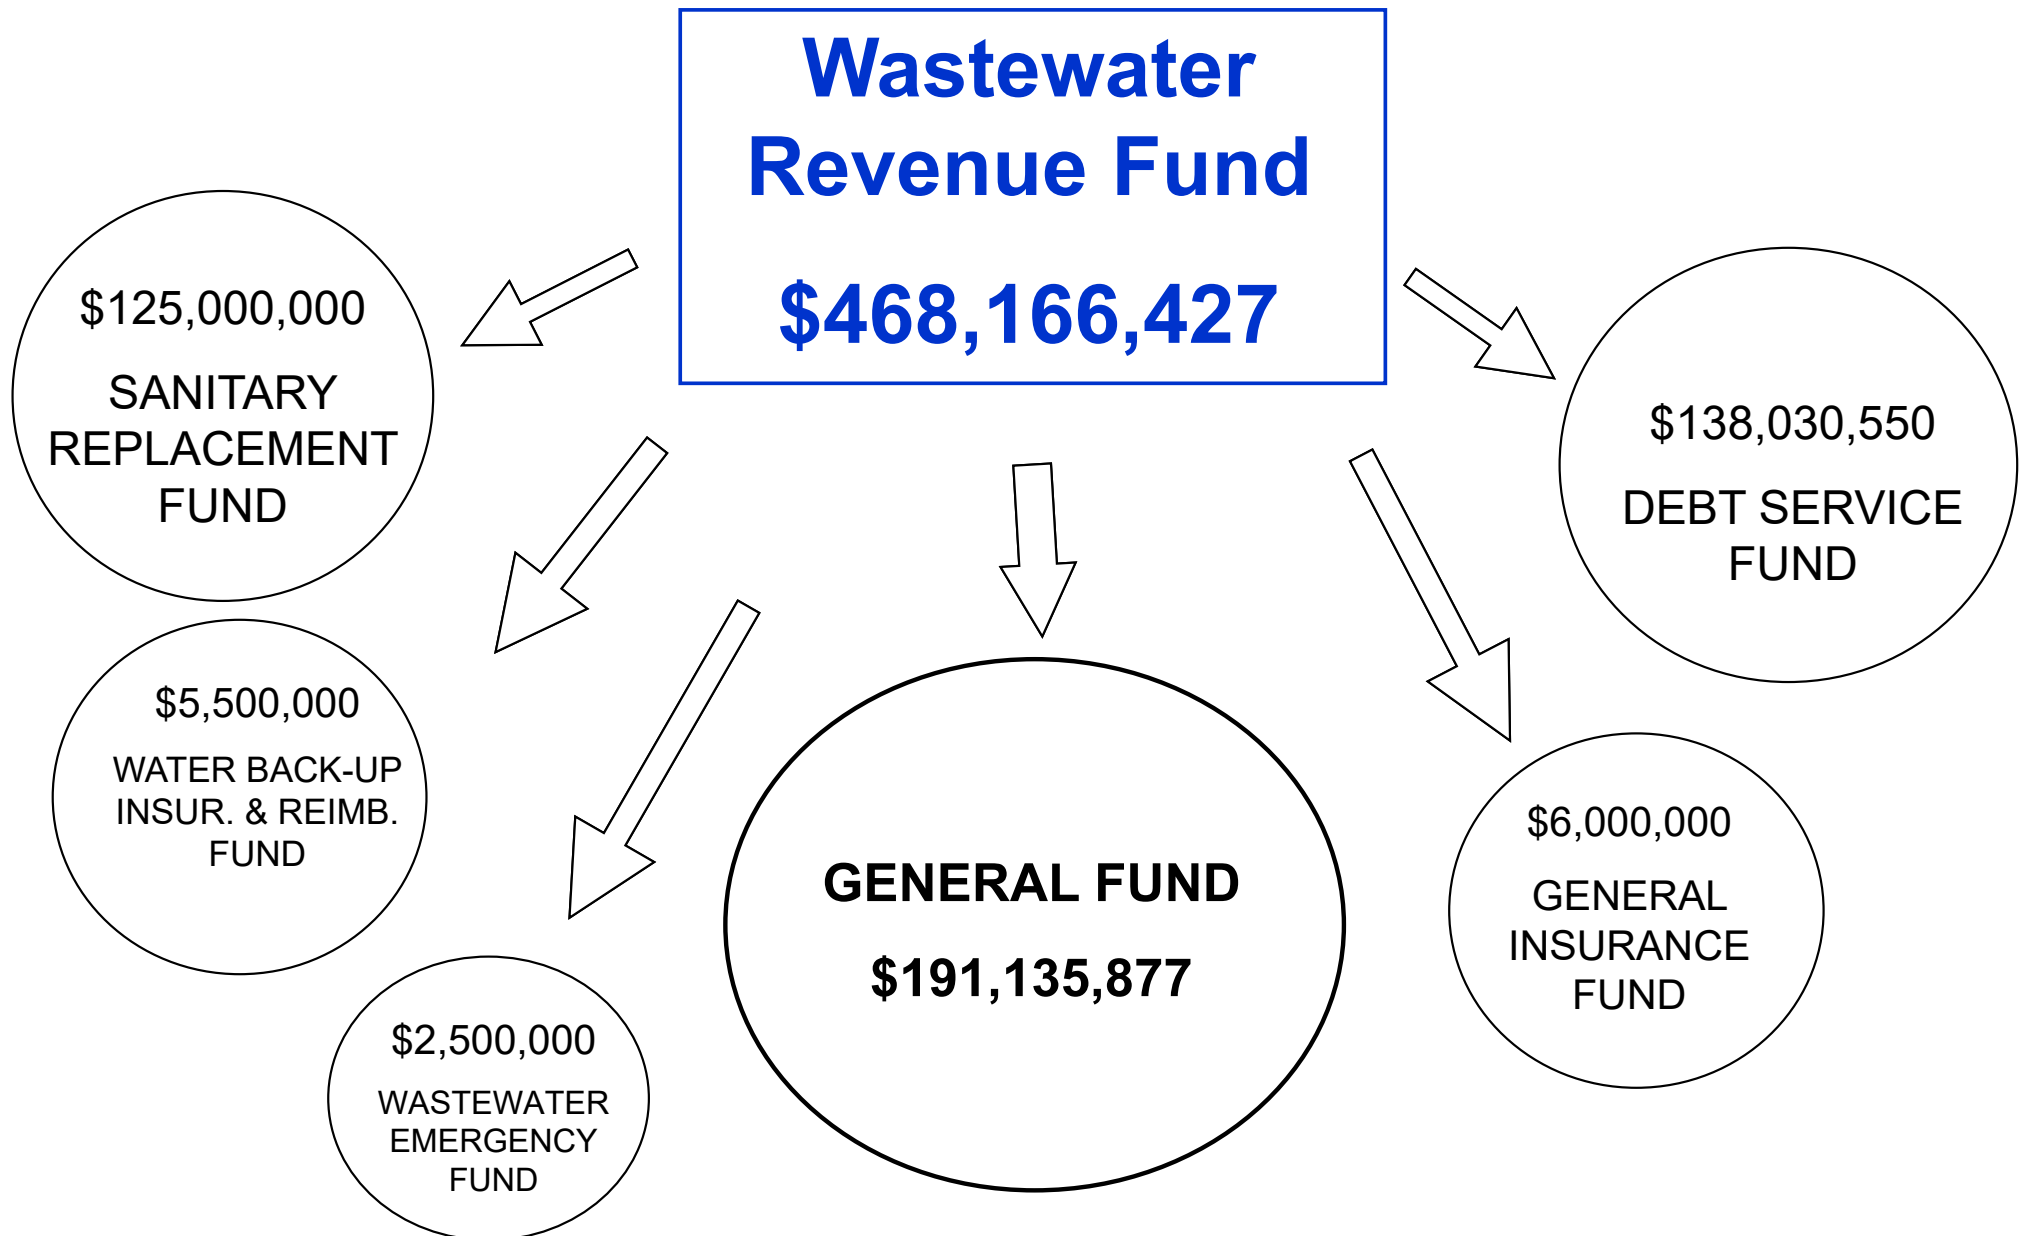 Wastewater
Revenue Fund
$468,166,427
$125,000,000
SANITARY
REPLACEMENT
FUND
$138,030,550
DEBT SERVICE
FUND
$5,500,000
WATER BACK-UP
INSUR. & REIMB.
FUND
GENERAL FUND
$191,135,877
$6,000,000
GENERAL
INSURANCE
FUND
$2,500,000
WASTEWATER
EMERGENCY
FUND